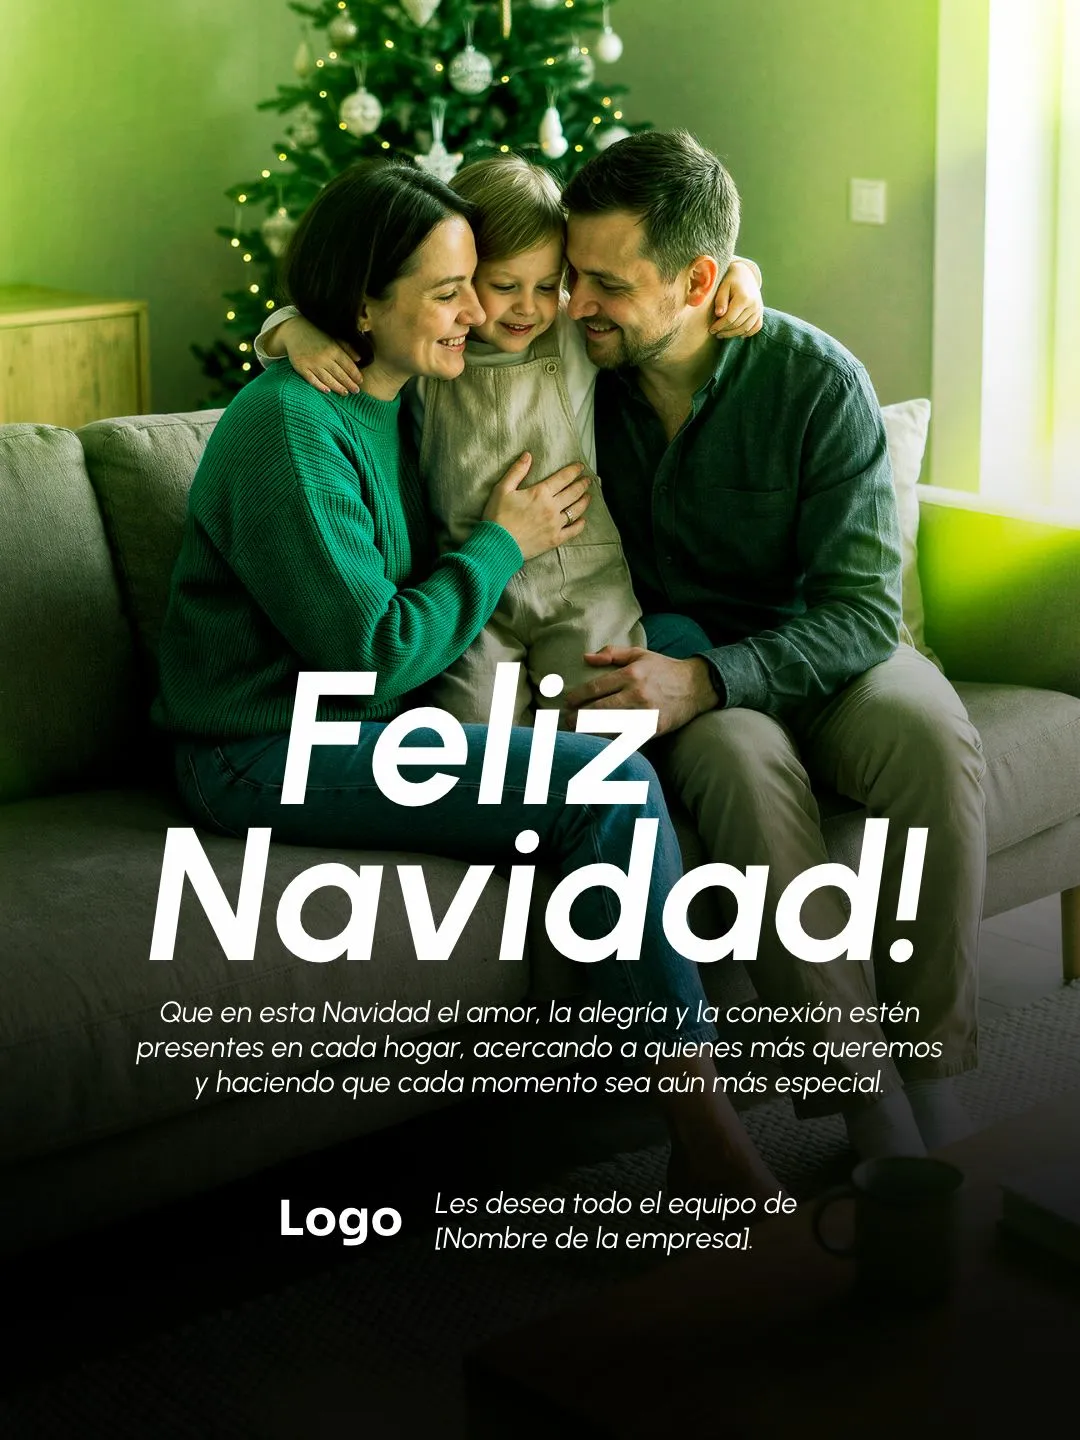 Feliz
Navidad!
Que en esta Navidad el amor, la alegría y la conexión estén
presentes en cada hogar, acercando a quienes más queremos
y haciendo que cada momento sea aún más especial.
Logo
Les desea todo el equipo de
[Nombre de la empresa].